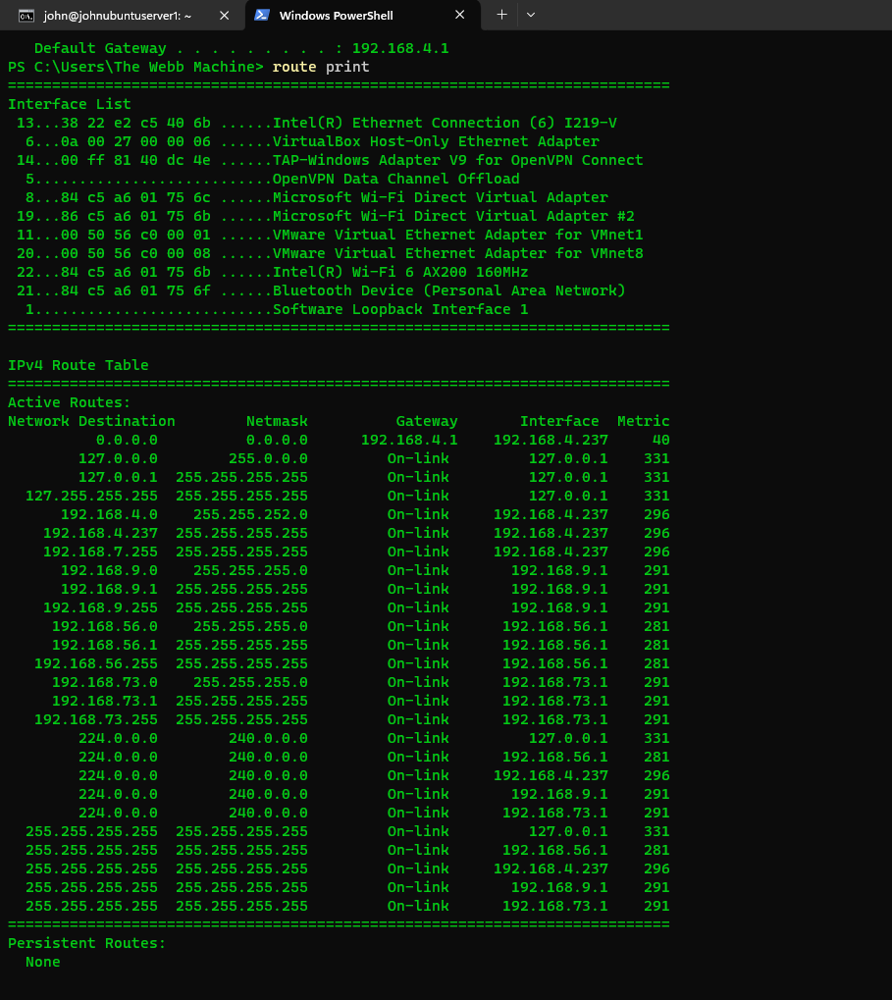 john@johnubuntuserver1: ~
Windows PowerShell
   Default Gateway . . . . . . . . . : 192.168.4.1
PS C:\Users\The Webb Machine> route print
===========================================================================
Interface List
 13...38 22 e2 c5 40 6b ......Intel(R) Ethernet Connection (6) I219-V
  6...0a 00 27 00 00 06 ......VirtualBox Host-Only Ethernet Adapter
 14...00 ff 81 40 dc 4e ......TAP-Windows Adapter V9 for OpenVPN Connect
  5...........................OpenVPN Data Channel Offload
  8...84 c5 a6 01 75 6c ......Microsoft Wi-Fi Direct Virtual Adapter
 19...86 c5 a6 01 75 6b ......Microsoft Wi-Fi Direct Virtual Adapter #2
 11...00 50 56 c0 00 01 ......VMware Virtual Ethernet Adapter for VMnet1
 20...00 50 56 c0 00 08 ......VMware Virtual Ethernet Adapter for VMnet8
 22...84 c5 a6 01 75 6b ......Intel(R) Wi-Fi 6 AX200 160MHz
 21...84 c5 a6 01 75 6f ......Bluetooth Device (Personal Area Network)
  1...........................Software Loopback Interface 1
===========================================================================
IPv4 Route Table
===========================================================================
Active Routes:
Network Destination        Netmask          Gateway       Interface  Metric
          0.0.0.0          0.0.0.0      192.168.4.1    192.168.4.237     40
        127.0.0.0        255.0.0.0         On-link         127.0.0.1    331
        127.0.0.1  255.255.255.255         On-link         127.0.0.1    331
  127.255.255.255  255.255.255.255         On-link         127.0.0.1    331
      192.168.4.0    255.255.252.0         On-link     192.168.4.237    296
    192.168.4.237  255.255.255.255         On-link     192.168.4.237    296
    192.168.7.255  255.255.255.255         On-link     192.168.4.237    296
      192.168.9.0    255.255.255.0         On-link       192.168.9.1    291
      192.168.9.1  255.255.255.255         On-link       192.168.9.1    291
    192.168.9.255  255.255.255.255         On-link       192.168.9.1    291
     192.168.56.0    255.255.255.0         On-link      192.168.56.1    281
     192.168.56.1  255.255.255.255         On-link      192.168.56.1    281
   192.168.56.255  255.255.255.255         On-link      192.168.56.1    281
     192.168.73.0    255.255.255.0         On-link      192.168.73.1    291
     192.168.73.1  255.255.255.255         On-link      192.168.73.1    291
   192.168.73.255  255.255.255.255         On-link      192.168.73.1    291
        224.0.0.0        240.0.0.0         On-link         127.0.0.1    331
        224.0.0.0        240.0.0.0         On-link      192.168.56.1    281
        224.0.0.0        240.0.0.0         On-link     192.168.4.237    296
        224.0.0.0        240.0.0.0         On-link       192.168.9.1    291
        224.0.0.0        240.0.0.0         On-link      192.168.73.1    291
  255.255.255.255  255.255.255.255         On-link         127.0.0.1    331
  255.255.255.255  255.255.255.255         On-link      192.168.56.1    281
  255.255.255.255  255.255.255.255         On-link     192.168.4.237    296
  255.255.255.255  255.255.255.255         On-link       192.168.9.1    291
  255.255.255.255  255.255.255.255         On-link      192.168.73.1    291
===========================================================================
Persistent Routes:
  None